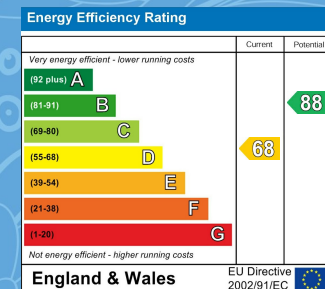 Energy Efficiency Rating
Current Potential
Very energy efficient - lower running costs
(92 plus) A
(81-91) B
88
(69-80) C
(55-68) D
68
(39-54) E
(21-38) F
(1-20) G
Not energy efficient - higher running costs
England & Wales
EU Directive
2002/91/EC